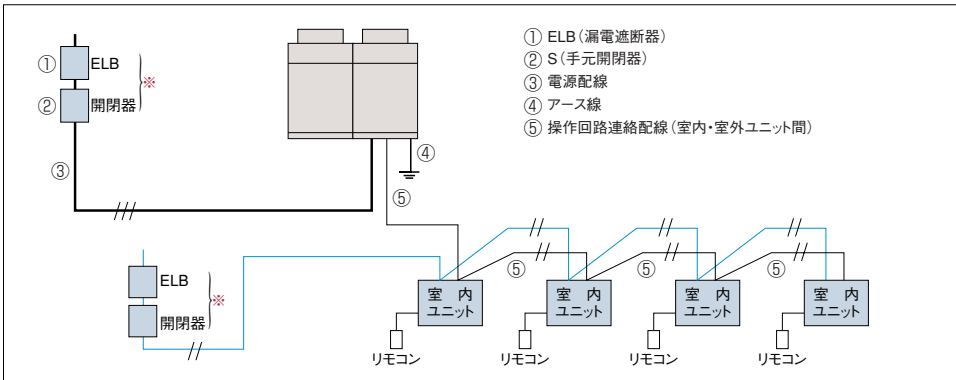 ① ELB
② 開閉器
※
③
④
⑤
① ELB(漏電遮断器)
② S(手元開閉器)
③ 電源配線
④ アース線
⑤ 操作回路連絡配線(室内・室外ユニット間)
ELB
開閉器
※
⑤
⑤
⑤
室 内
ユニット
室 内
ユニット
室 内
ユニット
室 内
ユニット
リモコン
リモコン
リモコン
リモコン